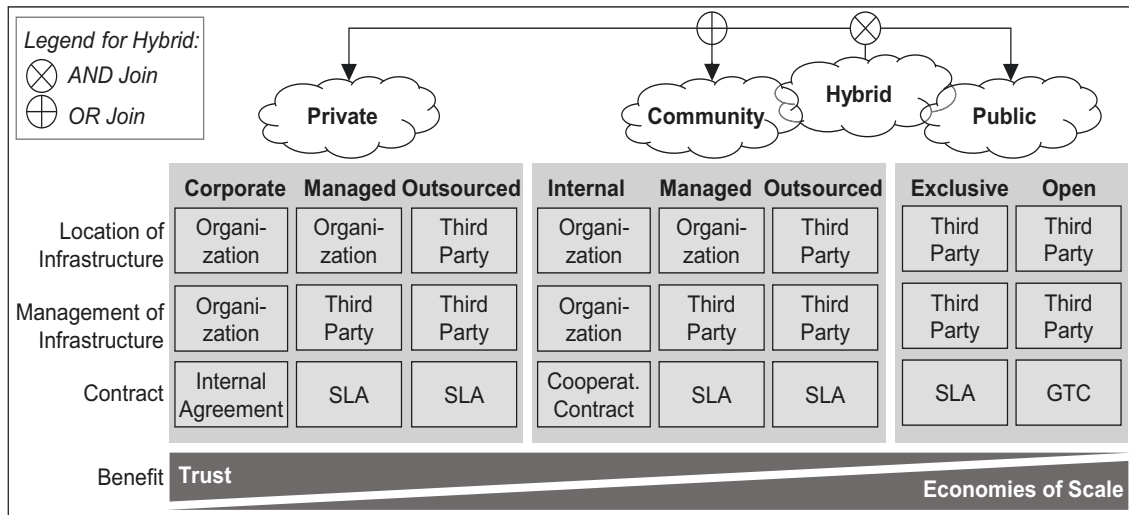 Legend for Hybrid:
AND Join
OR Join
Private
Community
Hybrid
Public
Corporate Managed Outsourced Internal Managed Outsourced Exclusive Open
Location of
Infrastructure
Organi-
zation
Organi-
zation
Third
Party
Organi-
zation
Organi-
zation
Third
Party
Third
Party
Third
Party
Management of
Infrastructure
Organi-
zation
Third
Party
Third
Party
Organi-
zation
Third
Party
Third
Party
Third
Party
Third
Party
Contract
Internal
Agreement
SLA
SLA
Cooperat.
Contract
SLA
SLA
SLA
GTC
Benefit
Trust
Economies of Scale